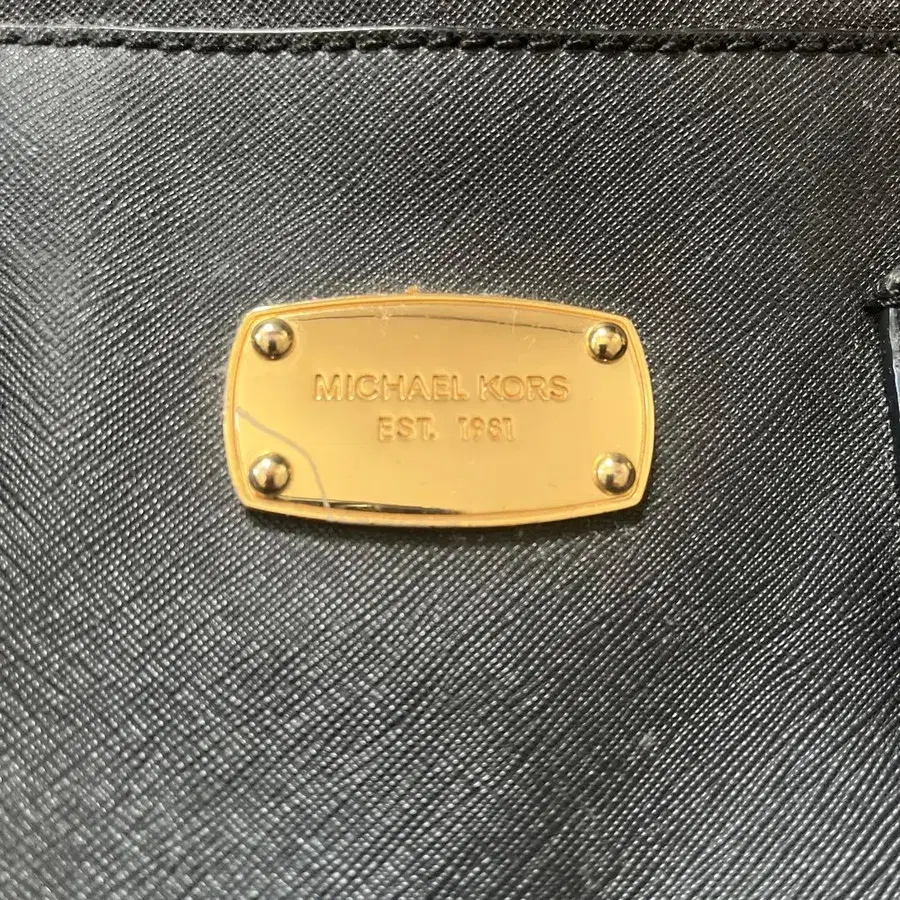 MICHAEL KORS
EST. 1981